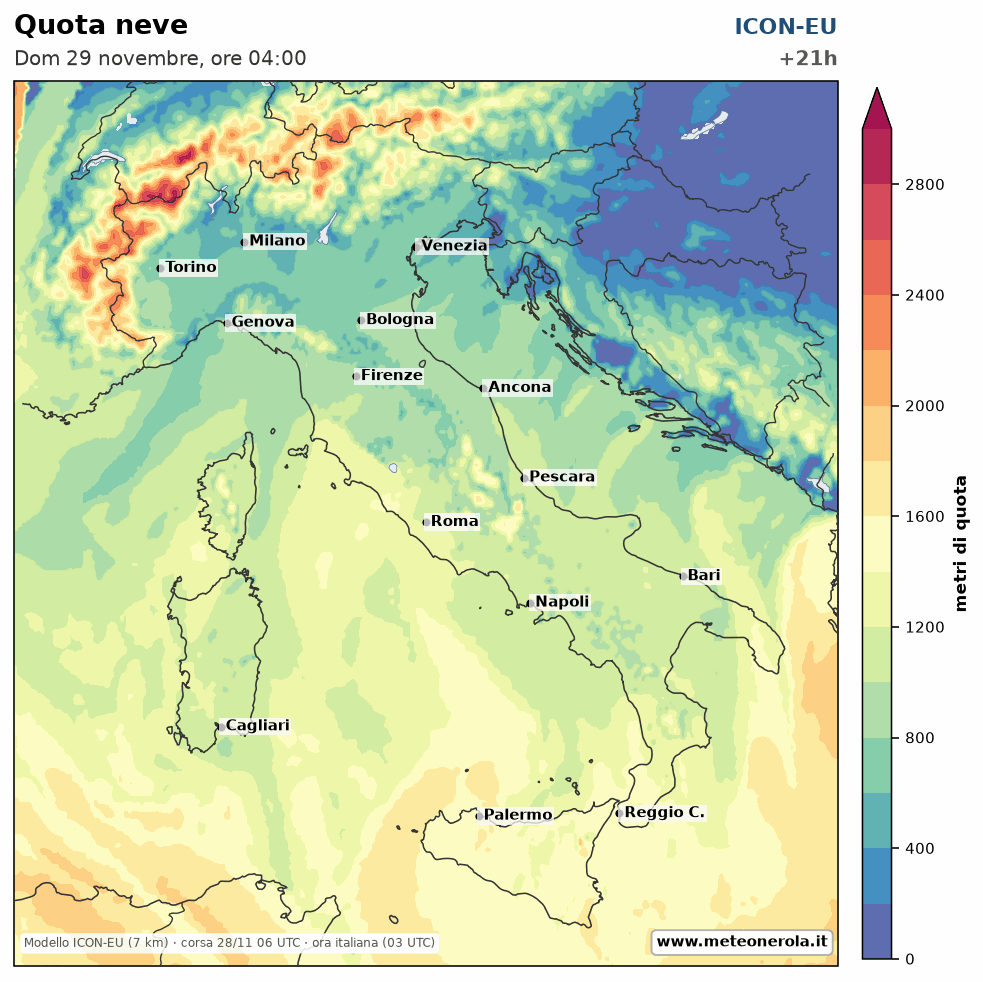 Quota neve
ICON-EU
Dom 29 novembre, ore 04:00
+21h
Milano
Venezia
Torino
Genova
Bologna
Firenze
Ancona
Pescara
Roma
Bari
Napoli
Cagliari
Palermo
Reggio C.
2800
2400
2000
1600
1200
800
400
0
metri di quota
Modello ICON-EU (7 km) · corsa 28/11 06 UTC · ora italiana (03 UTC)
www.meteonerola.it